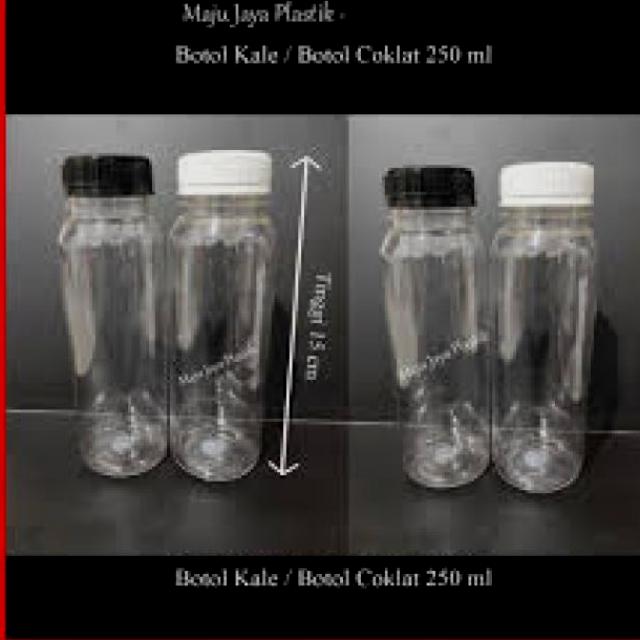 Maju Jaya Plastik -
Botol Kale / Botol Coklat 250 ml
Tinggi 15 cm
Botol Kale / Botol Coklat 250 ml